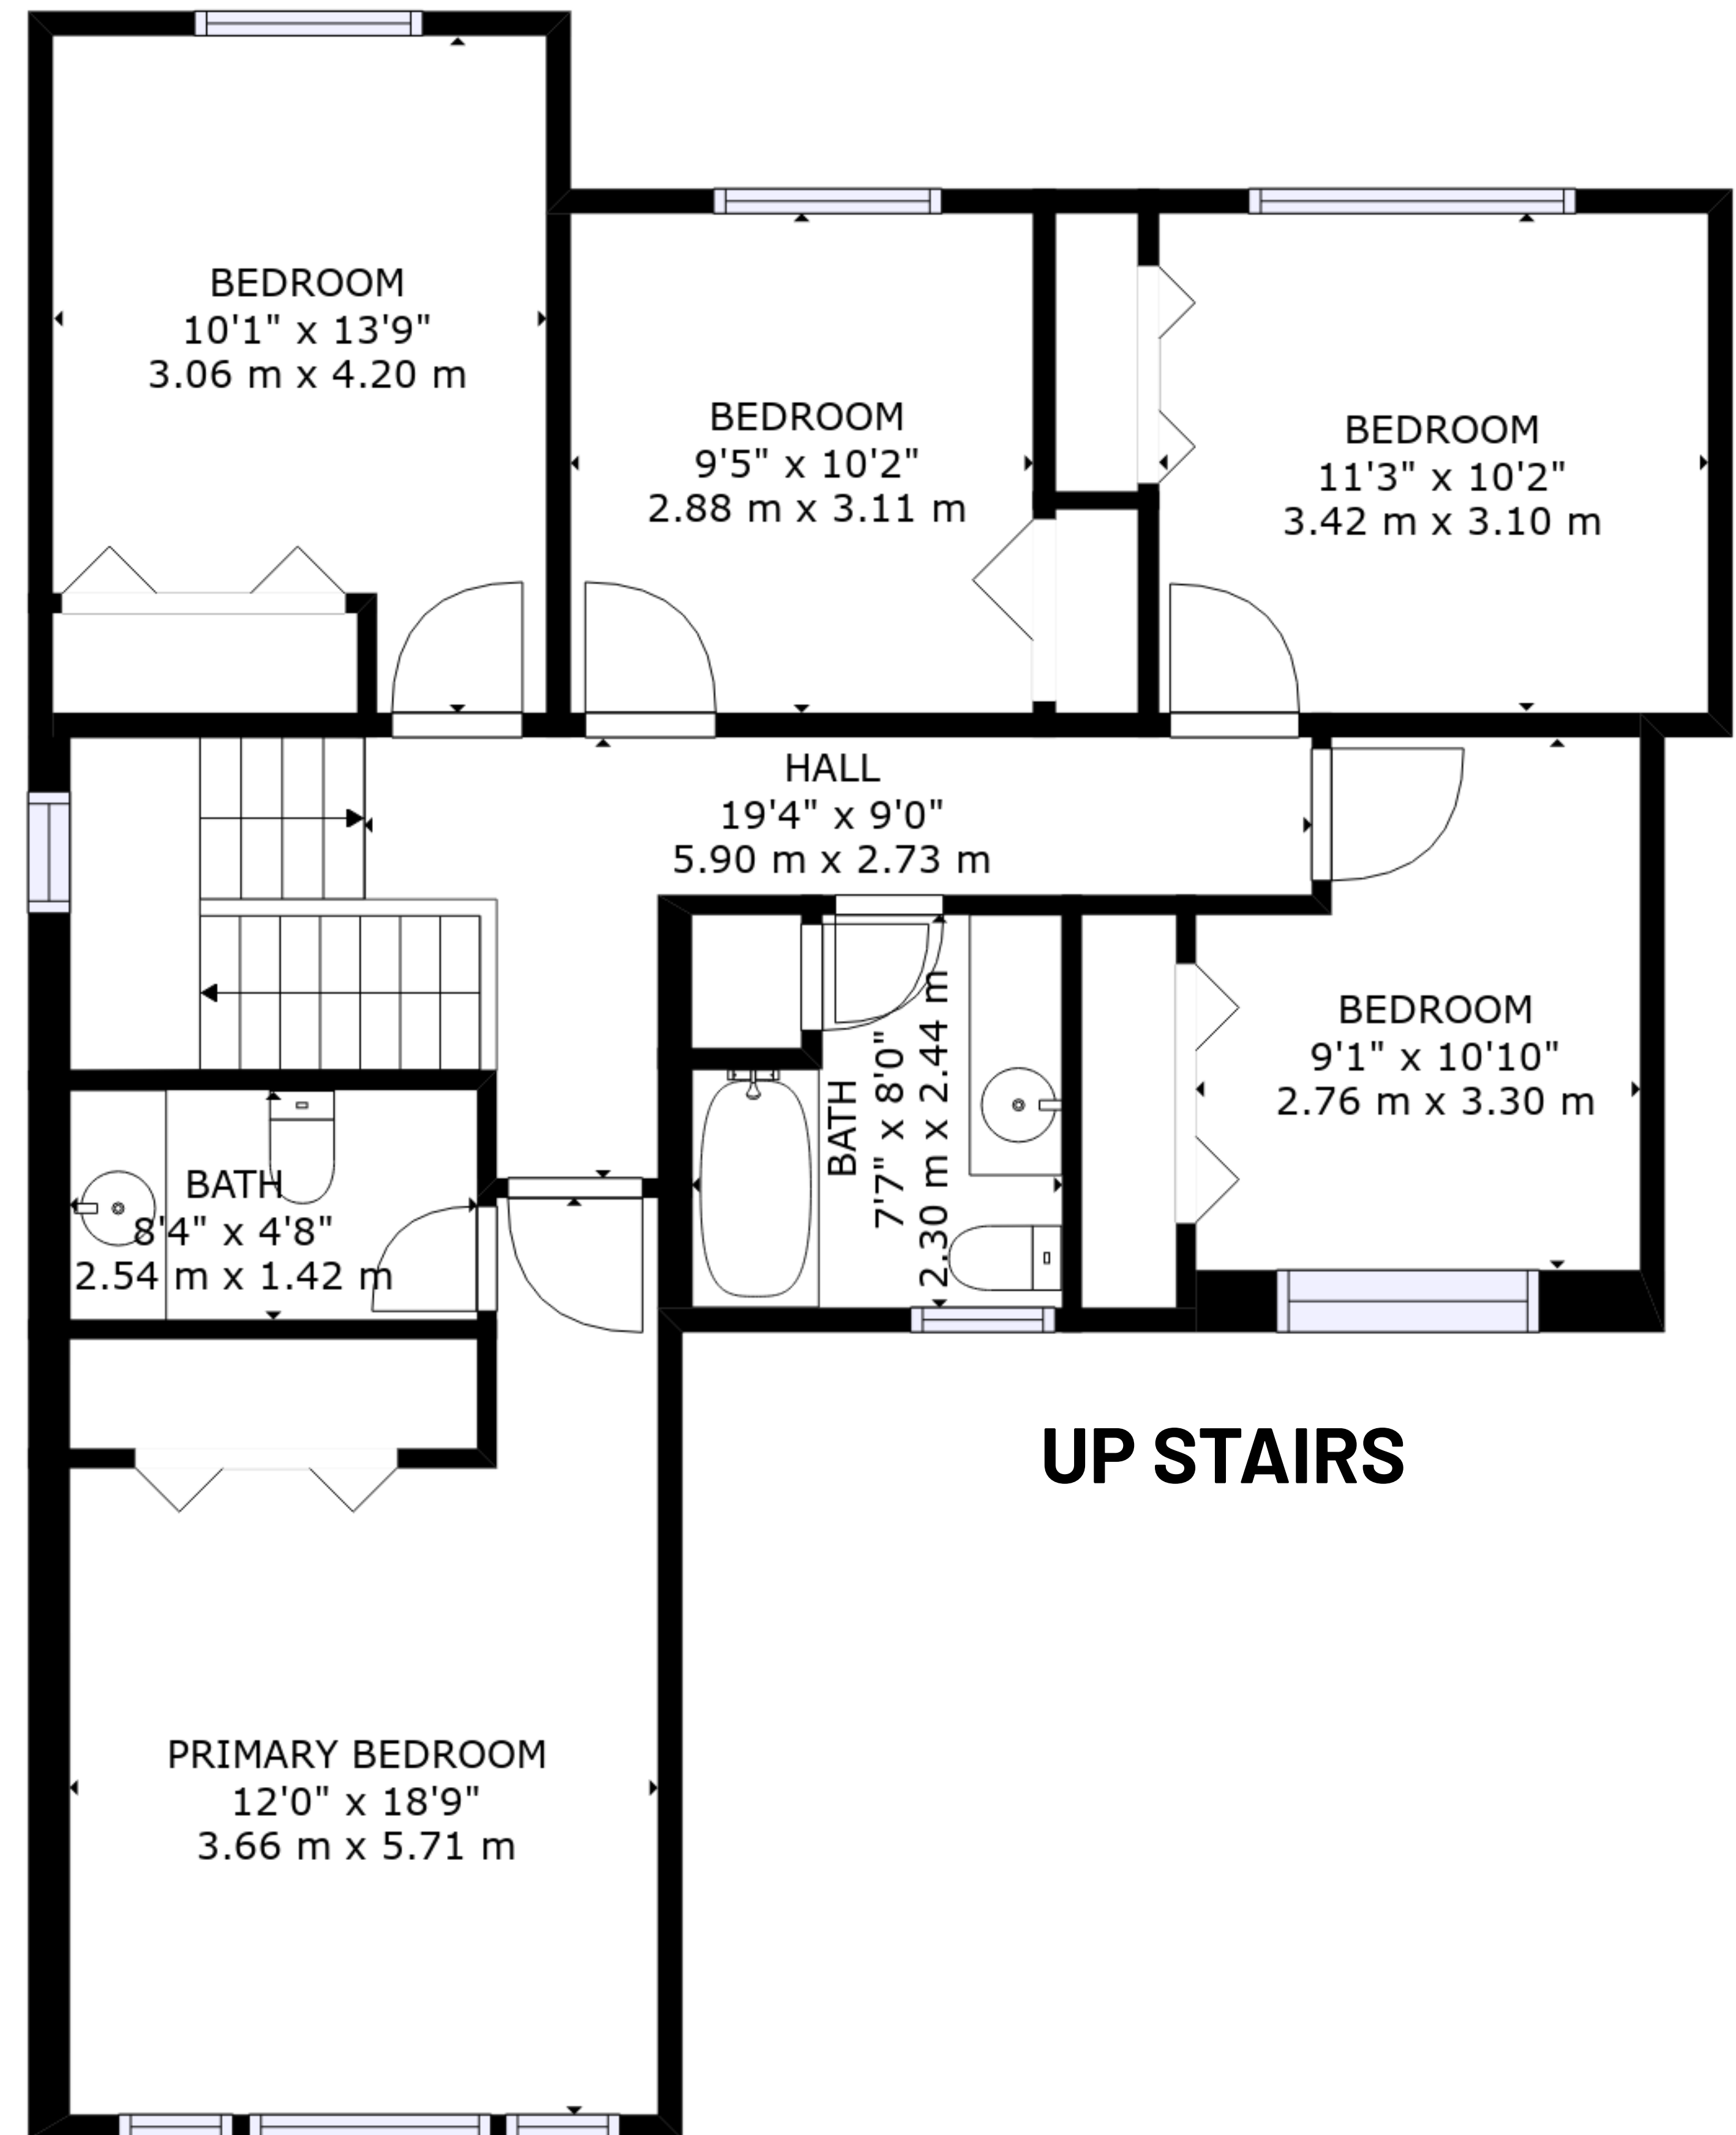 BEDROOM
10'1" x 13'9"
3.06 m x 4.20 m
BEDROOM
9'5" x 10'2"
2.88 m x 3.11 m
BEDROOM
11'3" x 10'2"
3.42 m x 3.10 m
HALL
19'4" x 9'0"
5.90 m x 2.73 m
BEDROOM
9'1" x 10'10"
2.76 m x 3.30 m
BATH
7'7" x 8'0"
2.30 m x 2.44 m
BATH
8'4" x 4'8"
2.54 m x 1.42 m
UP STAIRS
PRIMARY BEDROOM
12'0" x 18'9"
3.66 m x 5.71 m